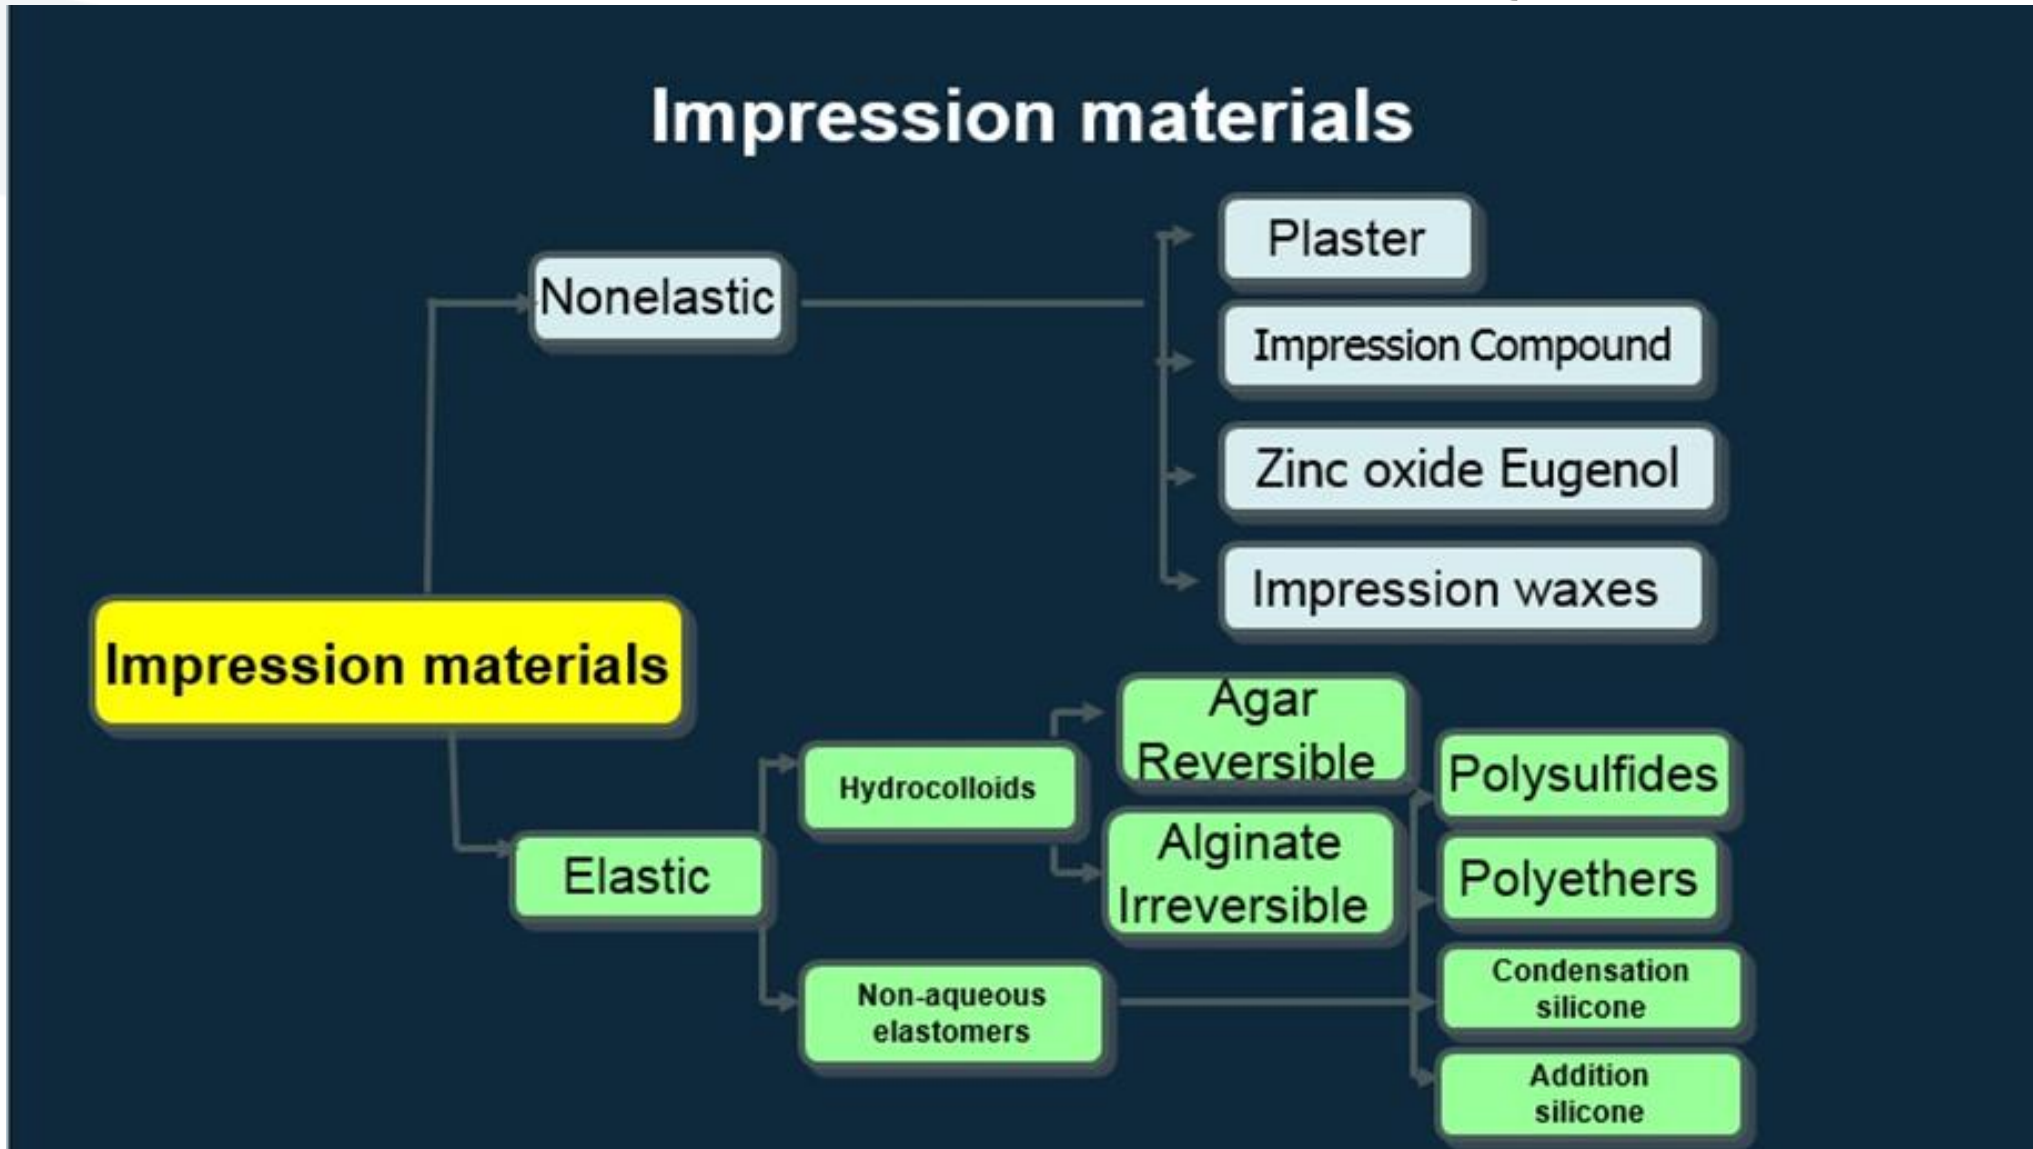 Impression materials
Nonelastic
Plaster
Impression Compound
Zinc oxide Eugenol
Impression waxes
Impression materials
Elastic
Hydrocolloids
Agar
Reversible
Alginate
Irreversible
Non-aqueous
elastomers
Polysulfides
Polyethers
Condensation
silicone
Addition
silicone